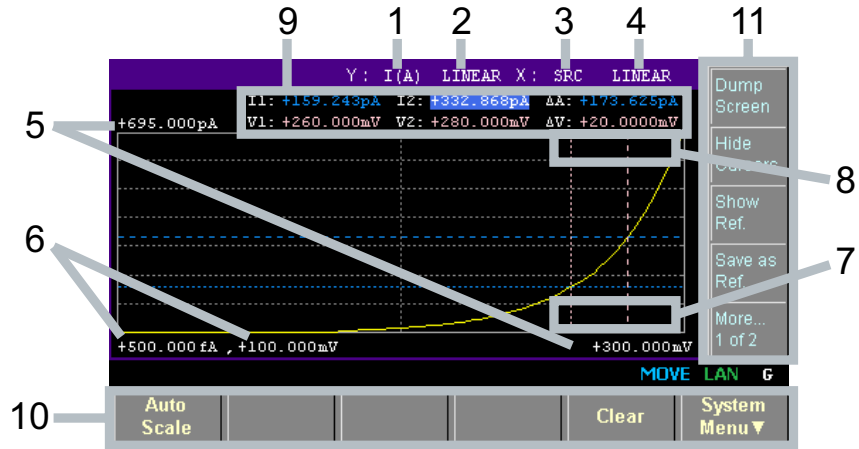 9 1 2 3 4 11
Y: I(A) LINEAR X: SRC LINEAR
I1: +159.243pA I2: +332.868pA ΔA: +173.625pA
V1: +260.000mV V2: +280.000mV ΔV: +20.0000mV
5
+695.000pA
Dump
Screen
Hide
Cursors
8
Show
Ref.
6
Save as
Ref.
7
More...
1 of 2
+500.000fA ,+100.000mV
+300.000mV
MOVE LAN G
10
Auto
Scale
Clear
System
Menu▼